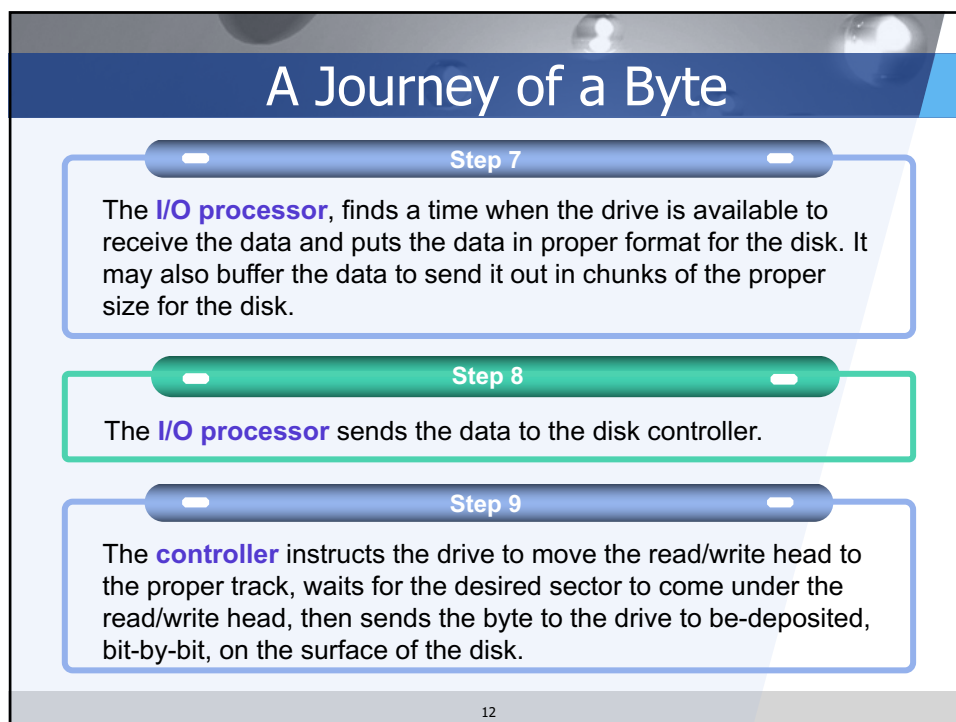 A Journey of a Byte
Step 7
The I/O processor, finds a time when the drive is available to
receive the data and puts the data in proper format for the disk. It
may also buffer the data to send it out in chunks of the proper
size for the disk.
Step 8
The I/O processor sends the data to the disk controller.
Step 9
The controller instructs the drive to move the read/write head to
the proper track, waits for the desired sector to come under the
read/write head, then sends the byte to the drive to be-deposited,
bit-by-bit, on the surface of the disk.
12